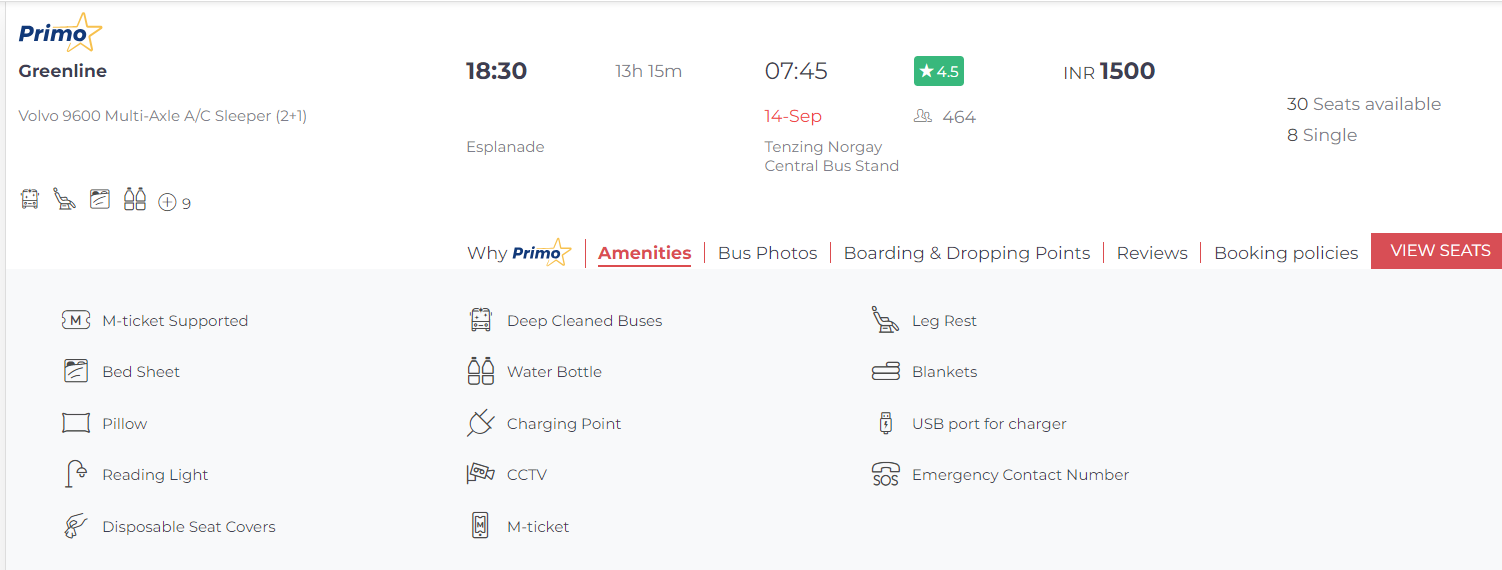 Primo
Greenline
18:30
13h 15m
07:45
4.5
INR 1500
Volvo 9600 Multi-Axle A/C Sleeper (2+1)
14-Sep
464
30 Seats available
8 Single
Esplanade
Tenzing Norgay
Central Bus Stand
9
Why Primo
Amenities
Bus Photos
Boarding & Dropping Points
Reviews
Booking policies
VIEW SEATS
M M-ticket Supported
Deep Cleaned Buses
Leg Rest
Bed Sheet
Water Bottle
Blankets
Pillow
Charging Point
USB port for charger
Reading Light
CCTV
SOS Emergency Contact Number
Disposable Seat Covers
M M-ticket